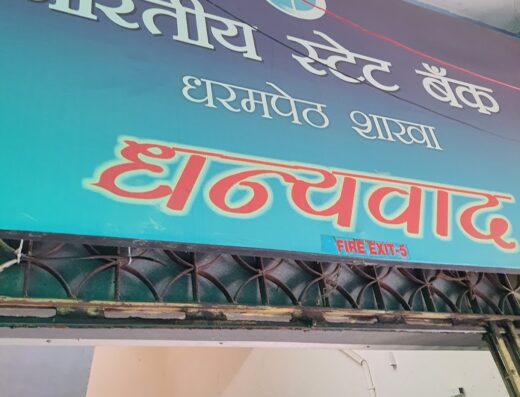 भारतीय स्टेट बैंक
धरमपेठ शाखा
धन्यवाद
FIRE EXIT-5